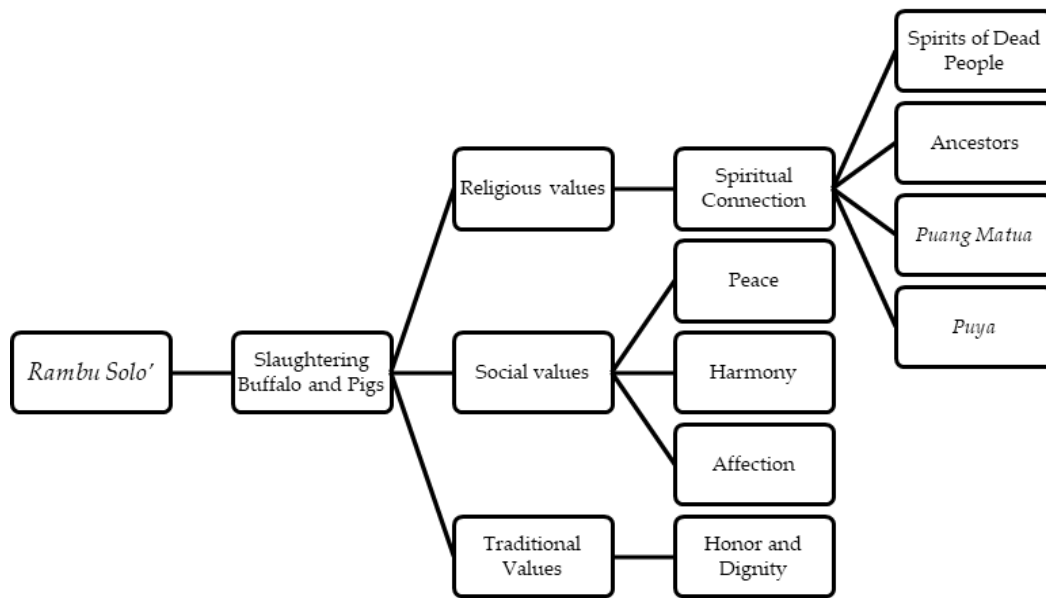 Rambu Solo'
Slaughtering
Buffalo and Pigs
Religious values
Social values
Traditional
Values
Spiritual
Connection
Peace
Harmony
Affection
Honor and
Dignity
Spirits of Dead
People
Ancestors
Puang Matua
Puya